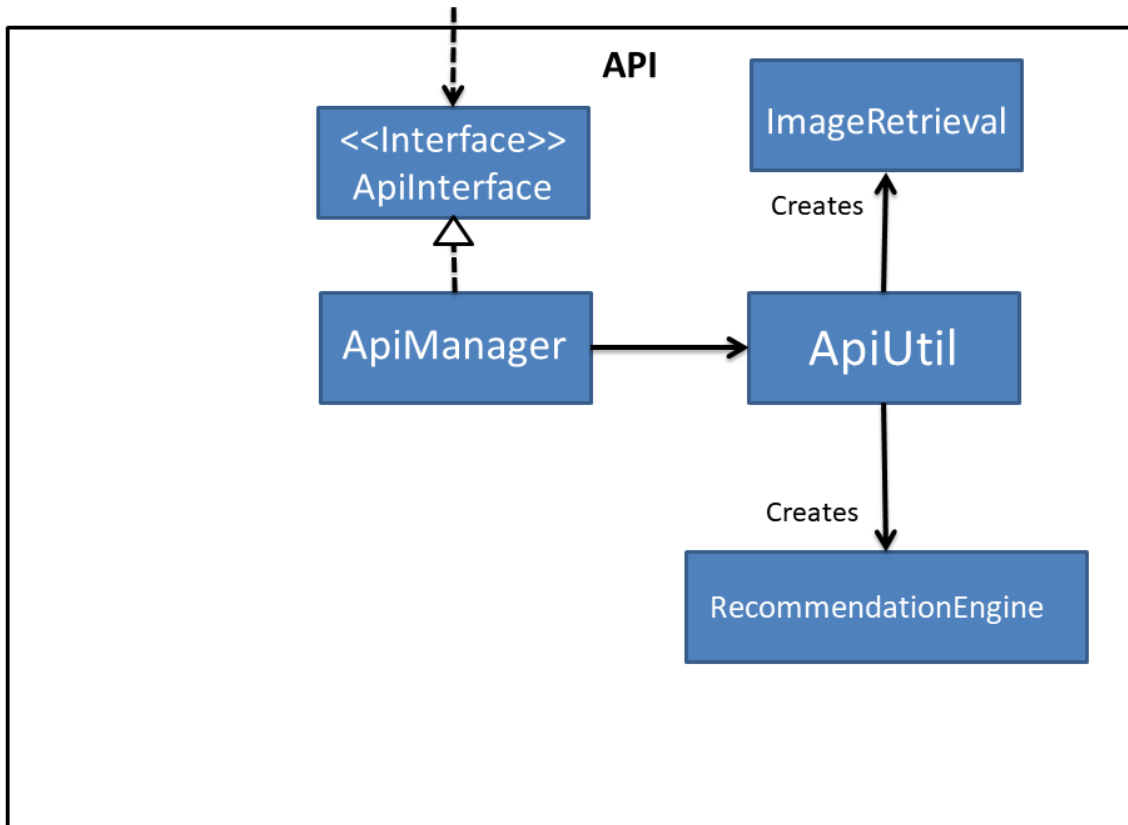 API
<<Interface>>
ApiInterface
ImageRetrieval
Creates
ApiManager
ApiUtil
Creates
RecommendationEngine